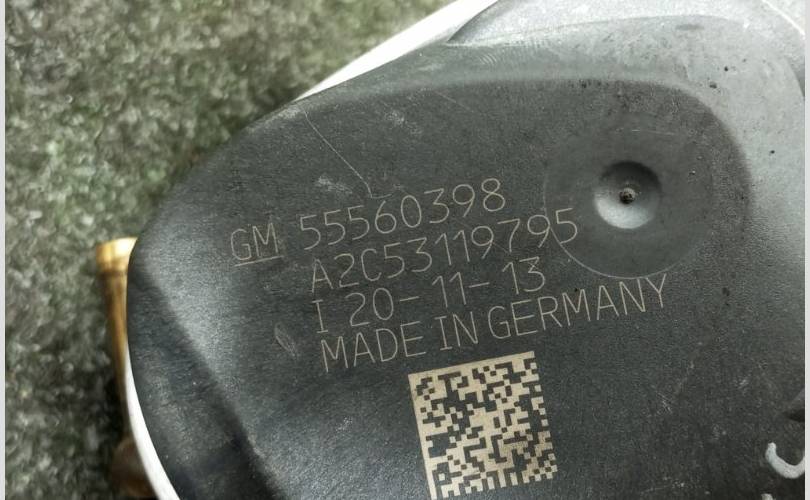 GM 55560398
A2C53119795
I 20-11-13
MADE IN GERMANY